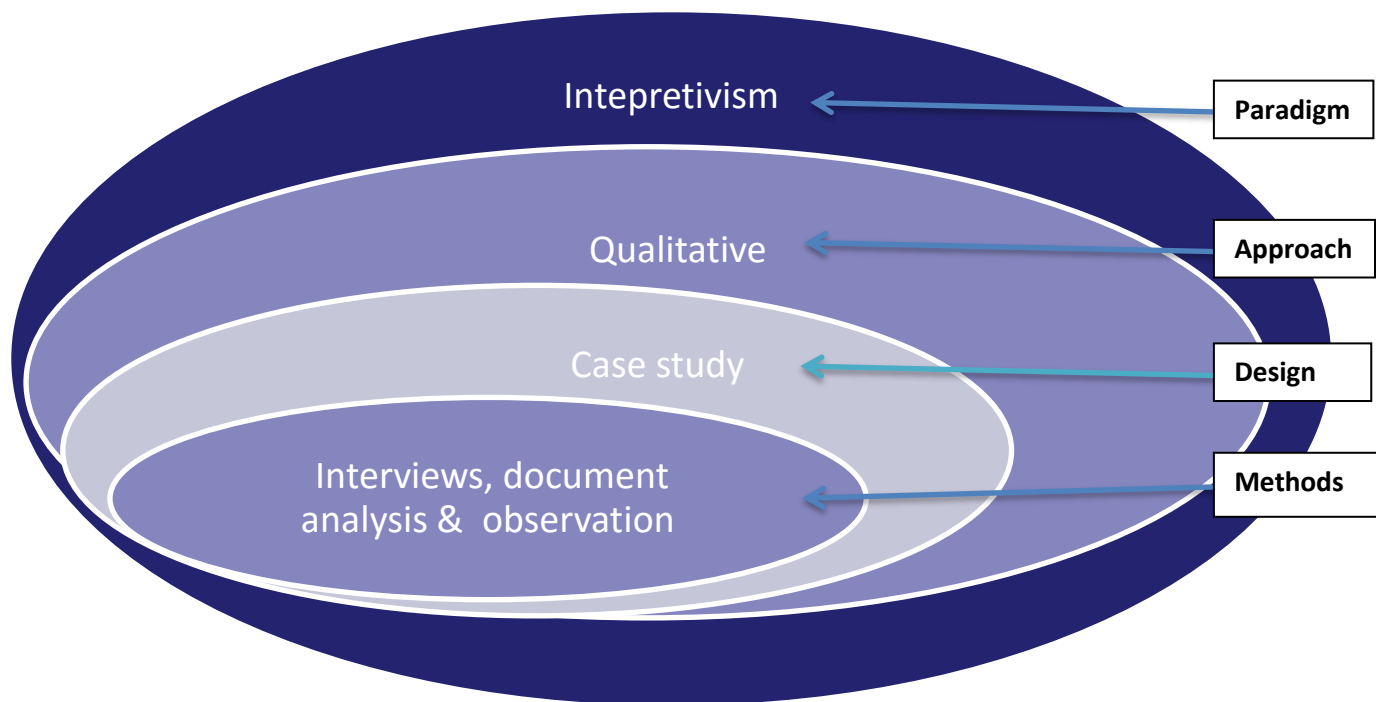 Intepretivism
Paradigm
Qualitative
Approach
Case study
Design
Interviews, document
analysis &  observation
Methods